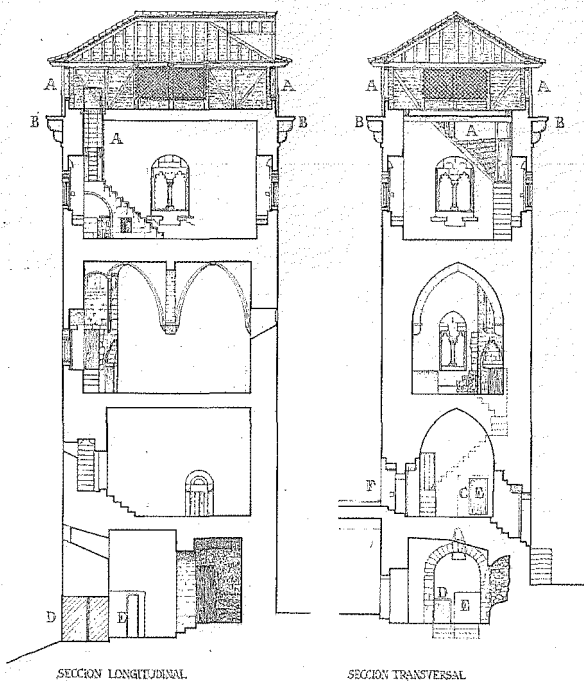 A A A A
B B B B
A A
F C E
D E D E
SECCION LONGITUDINAL SECCION TRANSVERSAL